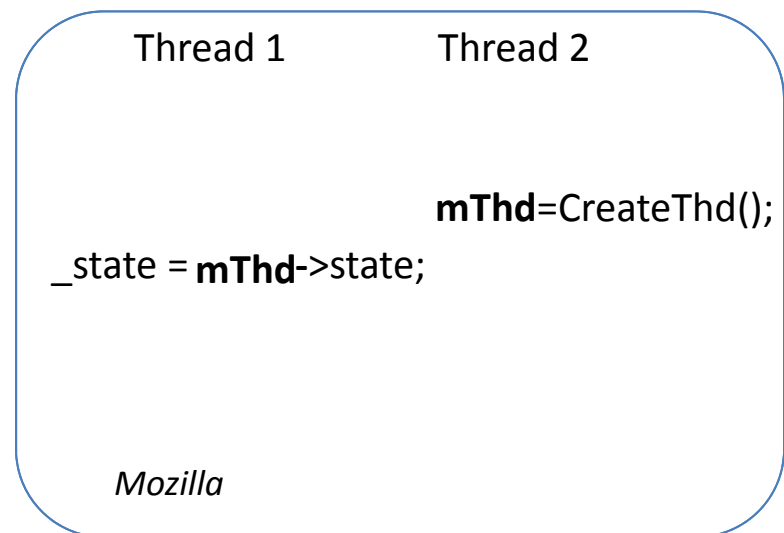 Thread 1 Thread 2
mThd=CreateThd();
_state = mThd->state;
Mozilla